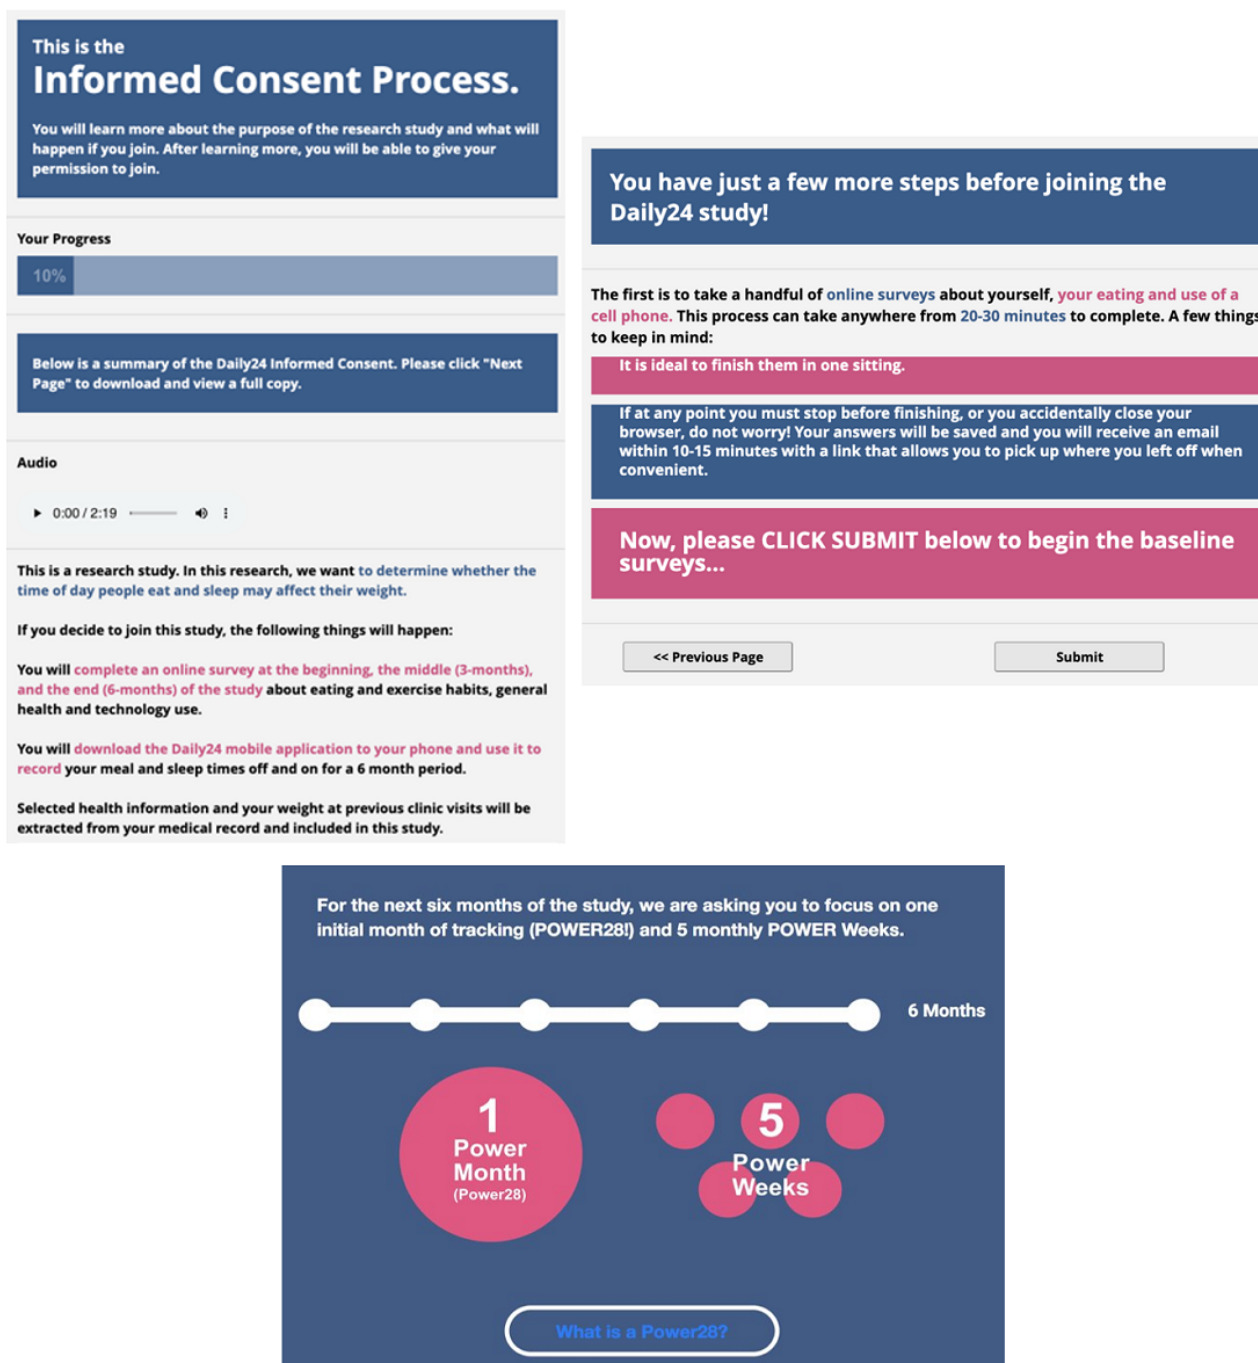 This is the
Informed Consent Process.
You will learn more about the purpose of the research study and what will
happen if you join. After learning more, you will be able to give your
permission to join.
Your Progress
10%
Below is a summary of the Daily24 Informed Consent. Please click "Next
Page" to download and view a full copy.
Audio
0:00 / 2:19
This is a research study. In this research, we want to determine whether the
time of day people eat and sleep may affect their weight.
If you decide to join this study, the following things will happen:
You will complete an online survey at the beginning, the middle (3-months),
and the end (6-months) of the study about eating and exercise habits, general
health and technology use.
You will download the Daily24 mobile application to your phone and use it to
record your meal and sleep times off and on for a 6 month period.
Selected health information and your weight at previous clinic visits will be
extracted from your medical record and included in this study.
You have just a few more steps before joining the
Daily24 study!
The first is to take a handful of online surveys about yourself, your eating and use of a
cell phone. This process can take anywhere from 20-30 minutes to complete. A few things
to keep in mind:
It is ideal to finish them in one sitting.
If at any point you must stop before finishing, or you accidentally close your
browser, do not worry! Your answers will be saved and you will receive an email
within 10-15 minutes with a link that allows you to pick up where you left off when
convenient.
Now, please CLICK SUBMIT below to begin the baseline
surveys...
<< Previous Page
Submit
For the next six months of the study, we are asking you to focus on one
initial month of tracking (POWER28!) and 5 monthly POWER Weeks.
6 Months
1
Power
Month
(Power28)
5
Power
Weeks
What is a Power28?